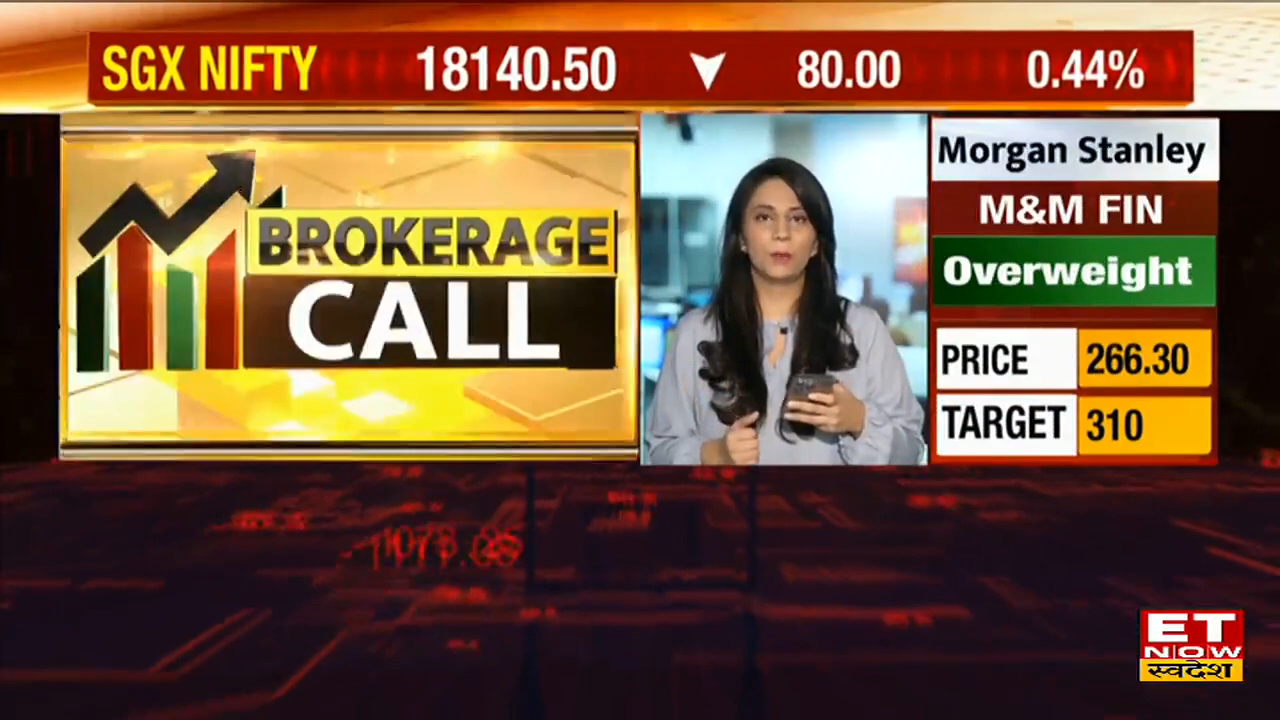 SGX NIFTY 18140.50 80.00 0.44%
BROKERAGE
CALL
Morgan Stanley
M&M FIN
Overweight
PRICE 266.30
TARGET 310
ET
NOW
स्वदेश